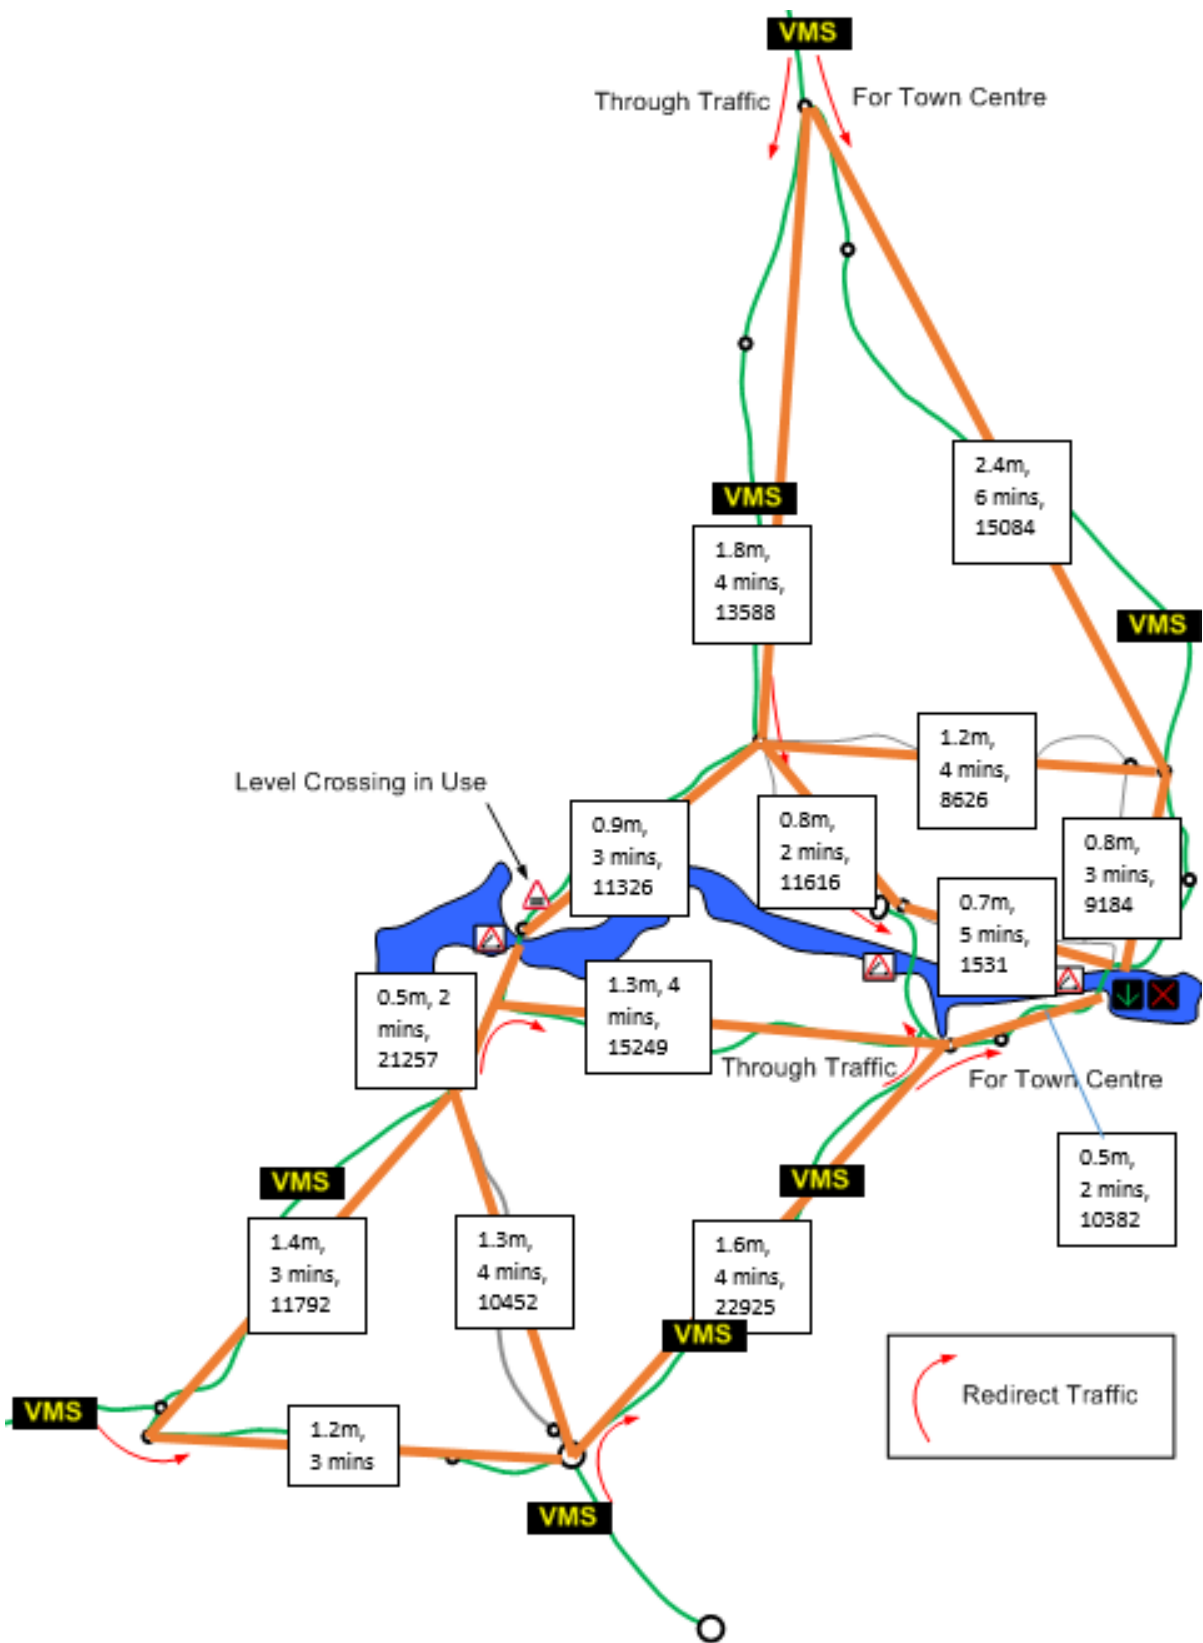 VMS
Through Traffic
For Town Centre
2.4m,
6 mins,
15084
VMS
1.8m,
4 mins,
13588
VMS
1.2m,
4 mins,
8626
Level Crossing in Use
0.9m,
3 mins,
11326
0.8m,
2 mins,
11616
0.8m,
3 mins,
9184
0.7m,
5 mins,
1531
0.5m, 2
mins,
21257
1.3m, 4
mins,
15249
Through Traffic
For Town Centre
0.5m,
2 mins,
10382
VMS
VMS
1.4m,
3 mins,
11792
1.3m,
4 mins,
10452
1.6m,
4 mins,
22925
VMS
Redirect Traffic
VMS
1.2m,
3 mins
VMS